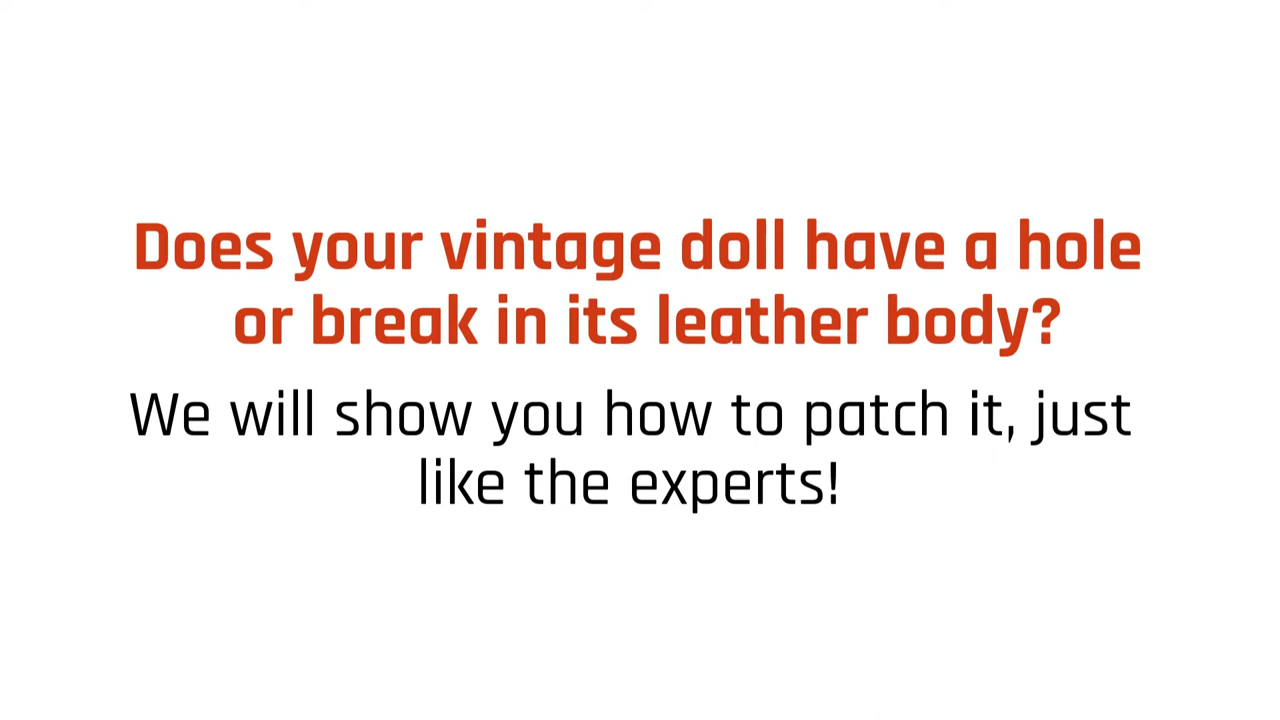 Does your vintage doll have a hole
or break in its leather body?
We will show you how to patch it, just
like the experts!